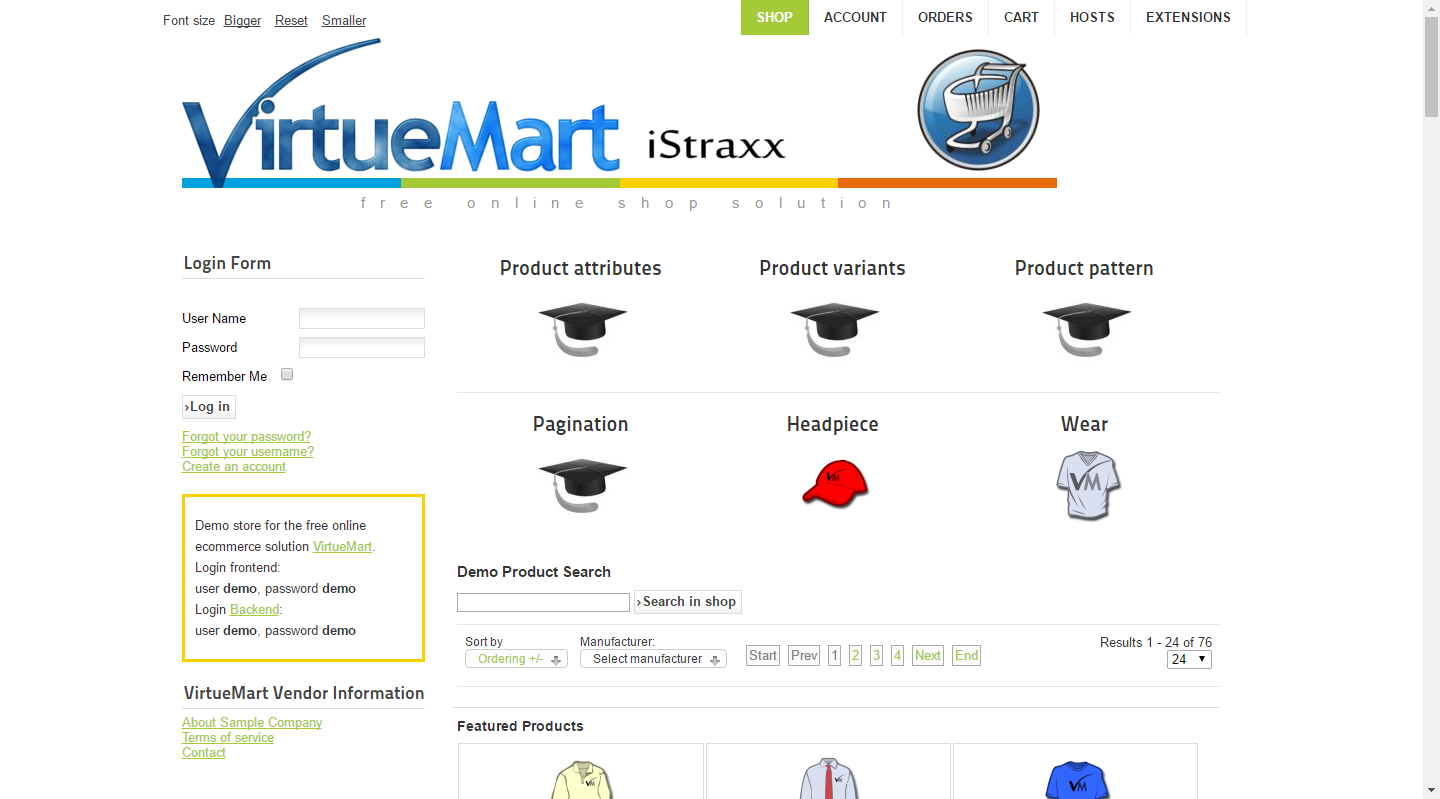 Font size Bigger Reset Smaller
SHOP ACCOUNT ORDERS CART HOSTS EXTENSIONS
VirtueMart iStraxx
free online shop solution
Login Form
User Name
Password
Remember Me
›Log in
Forgot your password?
Forgot your username?
Create an account
Demo store for the free online
ecommerce solution VirtueMart.
Login frontend:
user demo, password demo
Login Backend:
user demo, password demo
VirtueMart Vendor Information
About Sample Company
Terms of service
Contact
Product attributes Product variants Product pattern
Pagination Headpiece Wear
VM VM
Demo Product Search
›Search in shop
Sort by Manufacturer: Results 1 - 24 of 76
Ordering +/- Select manufacturer Start Prev 1 2 3 4 Next End 24
Featured Products
VM VM VM